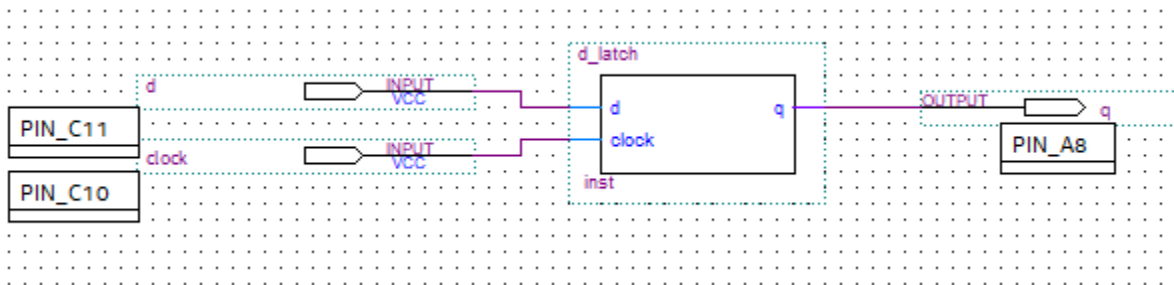 d_latch
d
INPUT
VCC
d
q
OUTPUT
q
PIN_C11
clock
INPUT
VCC
clock
PIN_A8
inst
PIN_C10